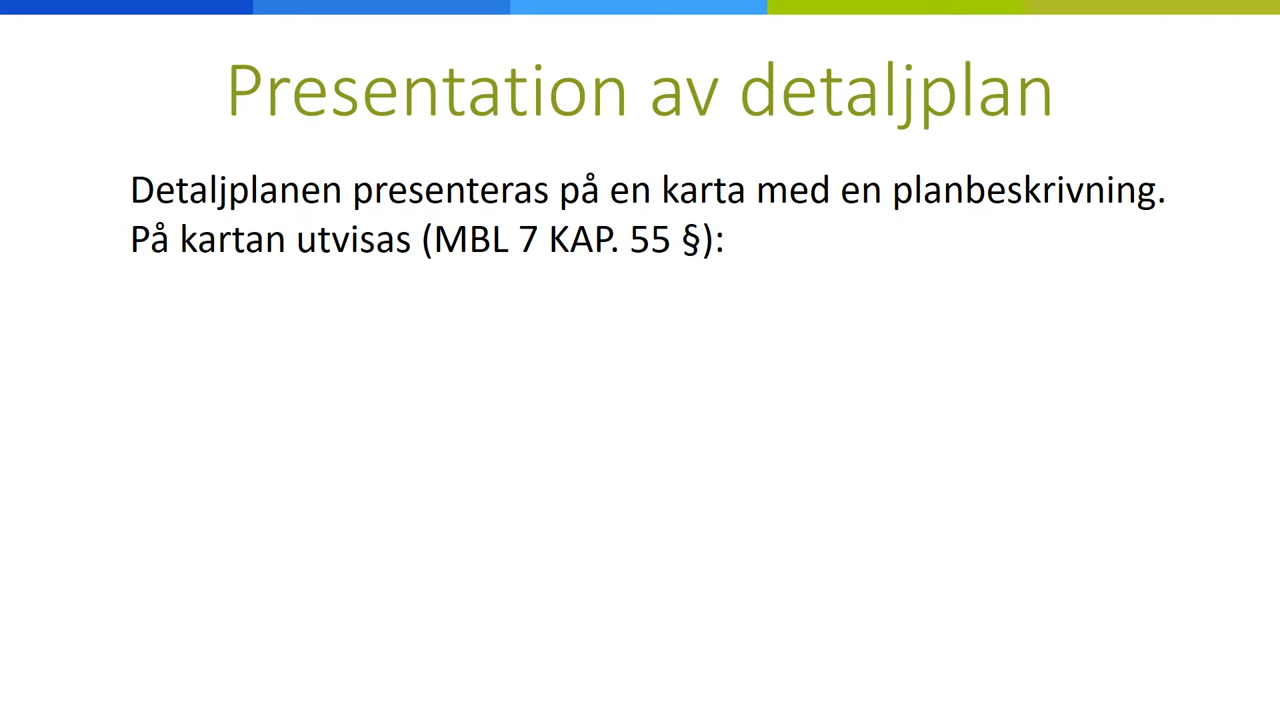 Presentation av detaljplan
Detaljplanen presenteras på en karta med en planbeskrivning.
På kartan utvisas (MBL 7 KAP. 55 §):